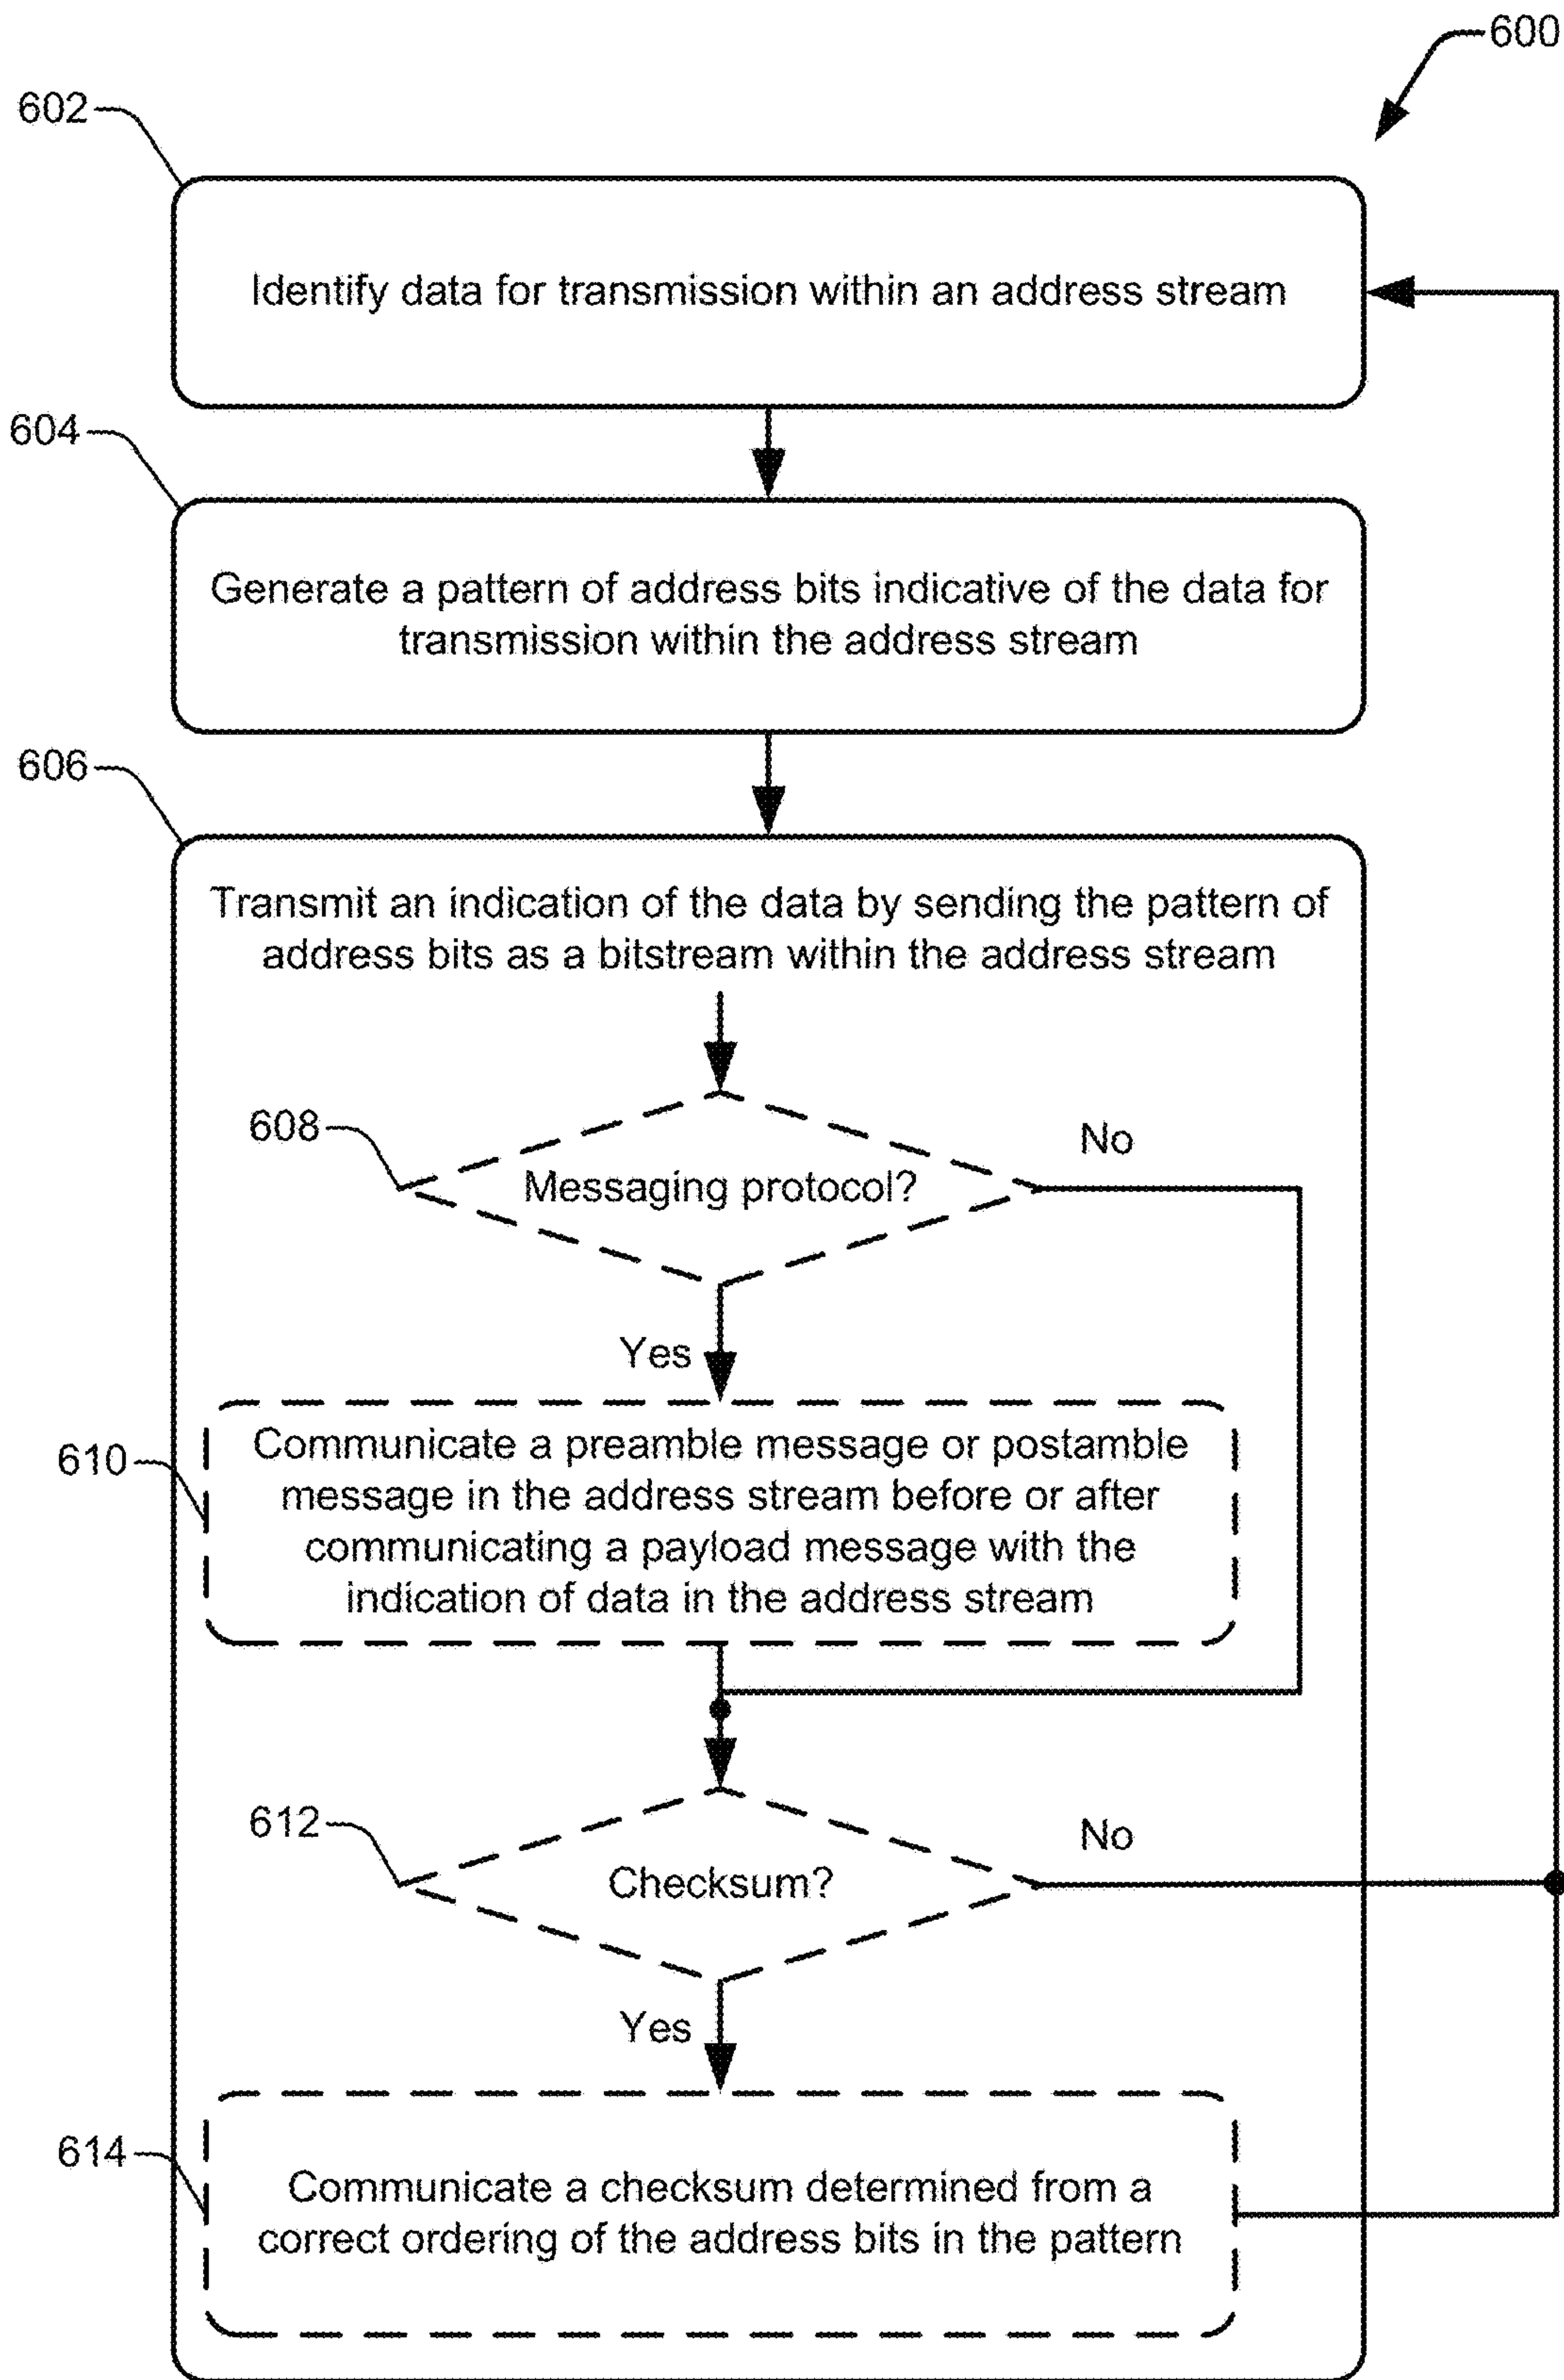 600
602
Identify data for transmission within an address stream
604
Generate a pattern of address bits indicative of the data for
transmission within the address stream
606
Transmit an indication of the data by sending the pattern of
address bits as a bitstream within the address stream
608
No
Messaging protocol?
Yes
610
Communicate a preamble message or postamble
message in the address stream before or after
communicating a payload message with the
indication of data in the address stream
612
No
Checksum?
Yes
614
Communicate a checksum determined from a
correct ordering of the address bits in the pattern